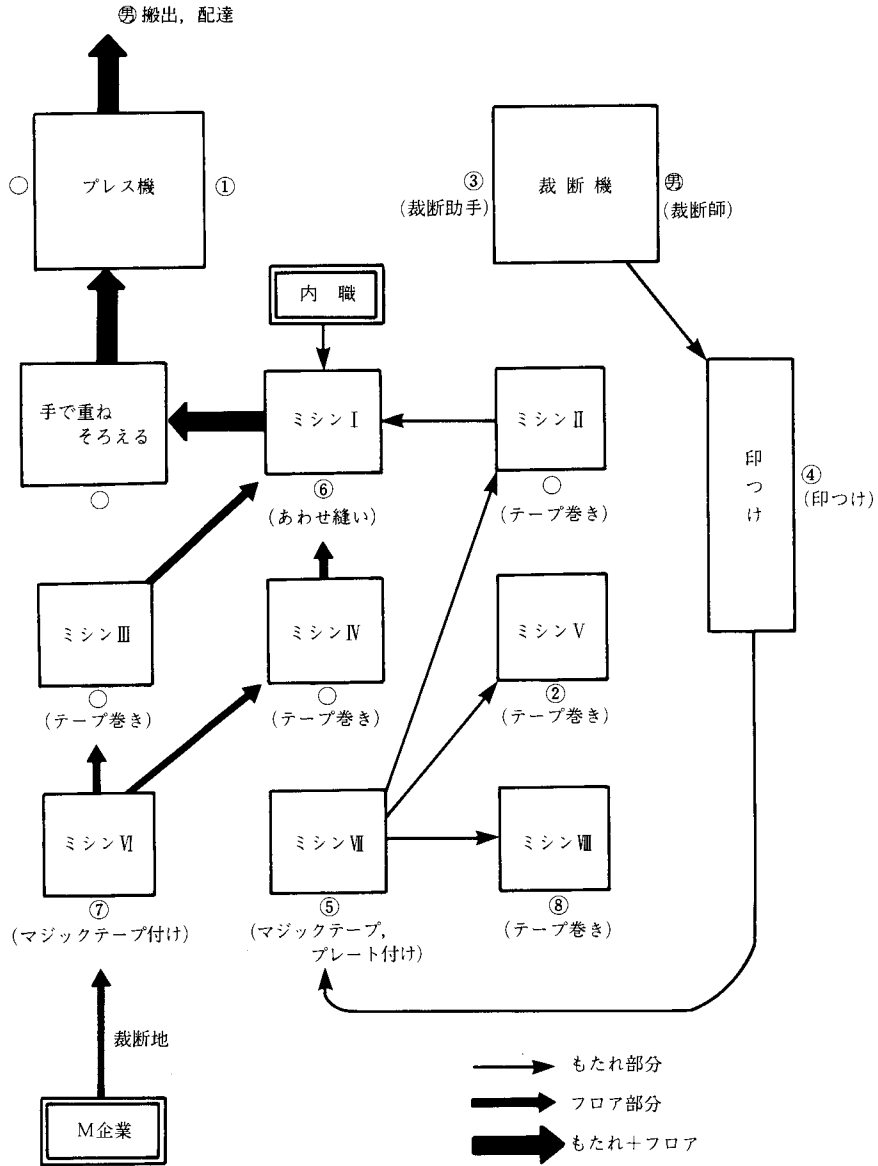 ㊚搬出，配達
プレス機
○
①
裁断機
③
(裁断助手)
㊚
(裁断師)
内職
手で重ね
そろえる
○
ミシンⅠ
⑥
(あわせ縫い)
ミシンⅡ
○
(テープ巻き)
印つけ
④
(印つけ)
ミシンⅢ
○
(テープ巻き)
ミシンⅣ
○
(テープ巻き)
ミシンⅤ
②
(テープ巻き)
ミシンⅥ
⑦
(マジックテープ付け)
ミシンⅦ
⑤
(マジックテープ，
プレート付け)
ミシンⅧ
⑧
(テープ巻き)
裁断地
M企業
もたれ部分
フロア部分
もたれ＋フロア